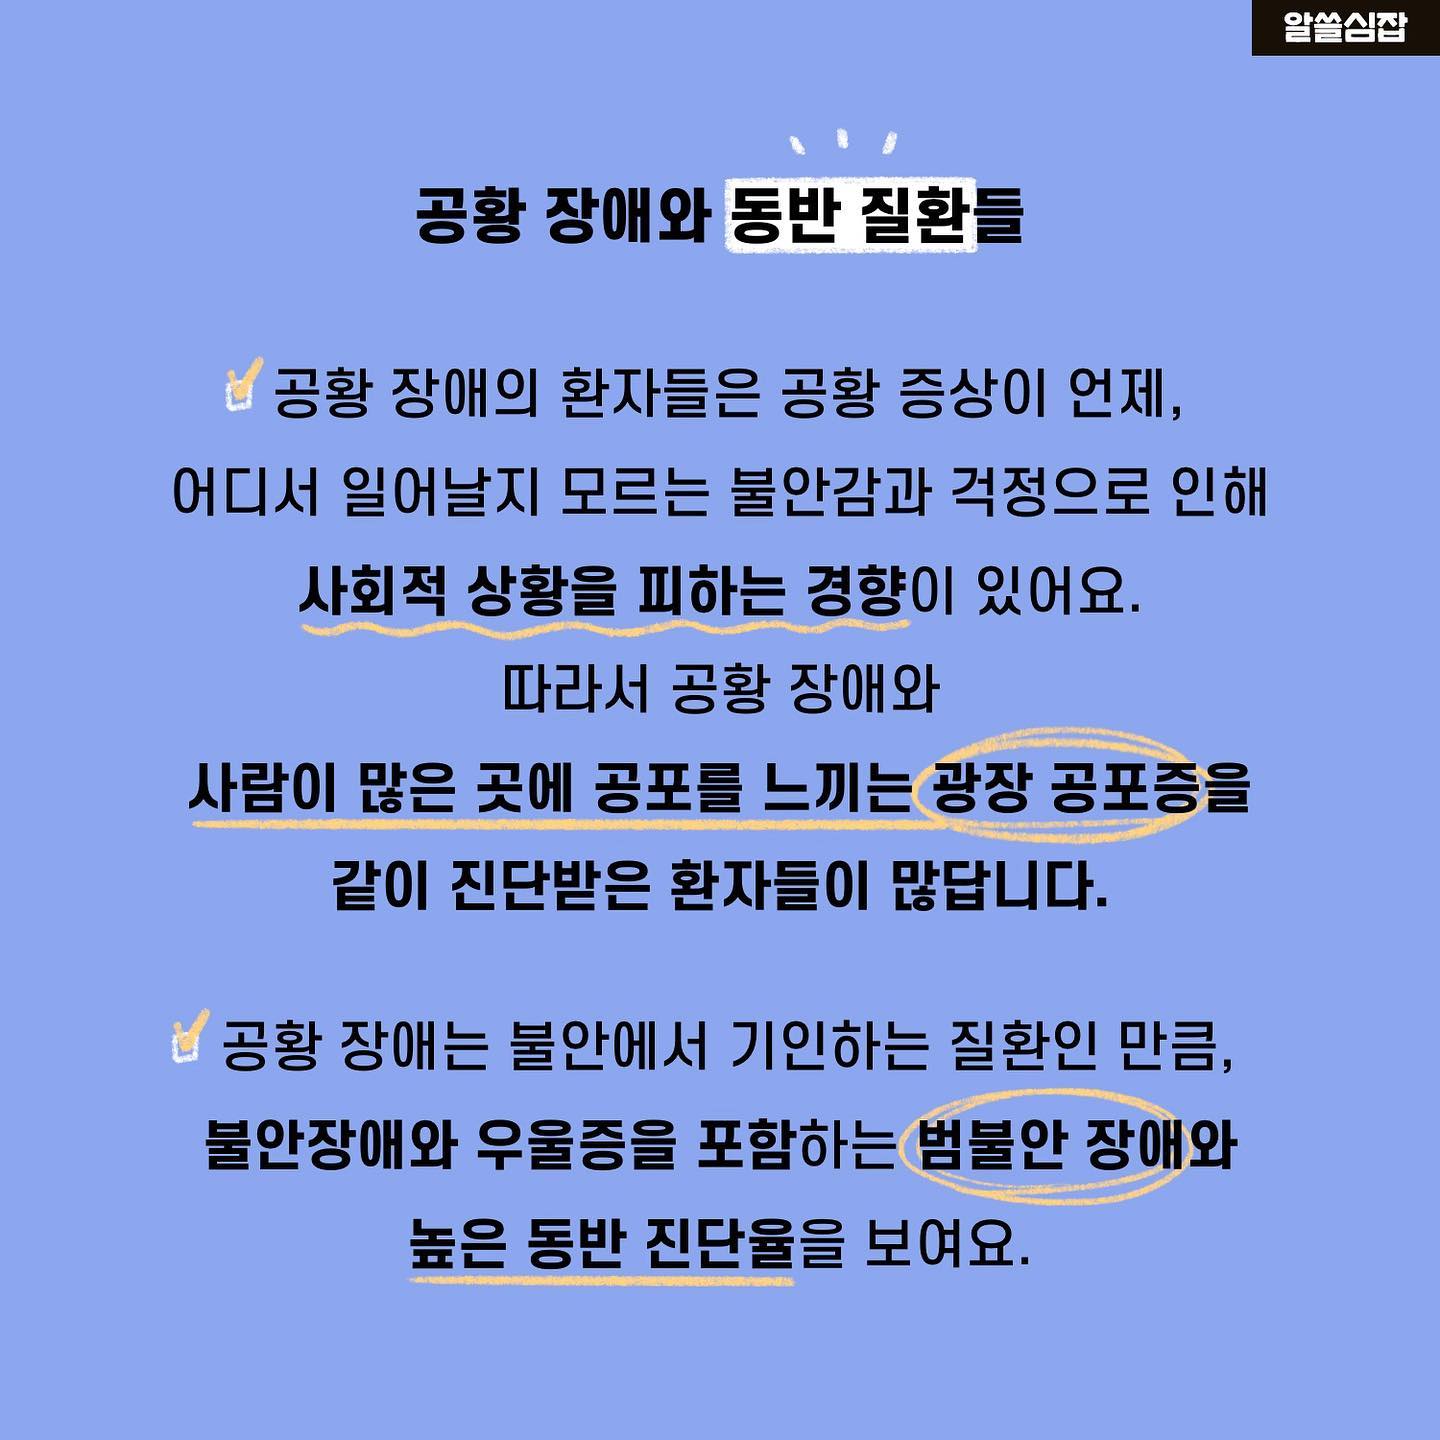 알쓸심잡
공황 장애와 동반 질환들
공황 장애의 환자들은 공황 증상이 언제,
어디서 일어날지 모르는 불안감과 걱정으로 인해
사회적 상황을 피하는 경향이 있어요.
따라서 공황 장애와
사람이 많은 곳에 공포를 느끼는 광장 공포증을
같이 진단받은 환자들이 많답니다.
공황 장애는 불안에서 기인하는 질환인 만큼,
불안장애와 우울증을 포함하는 범불안 장애와
높은 동반 진단율을 보여요.